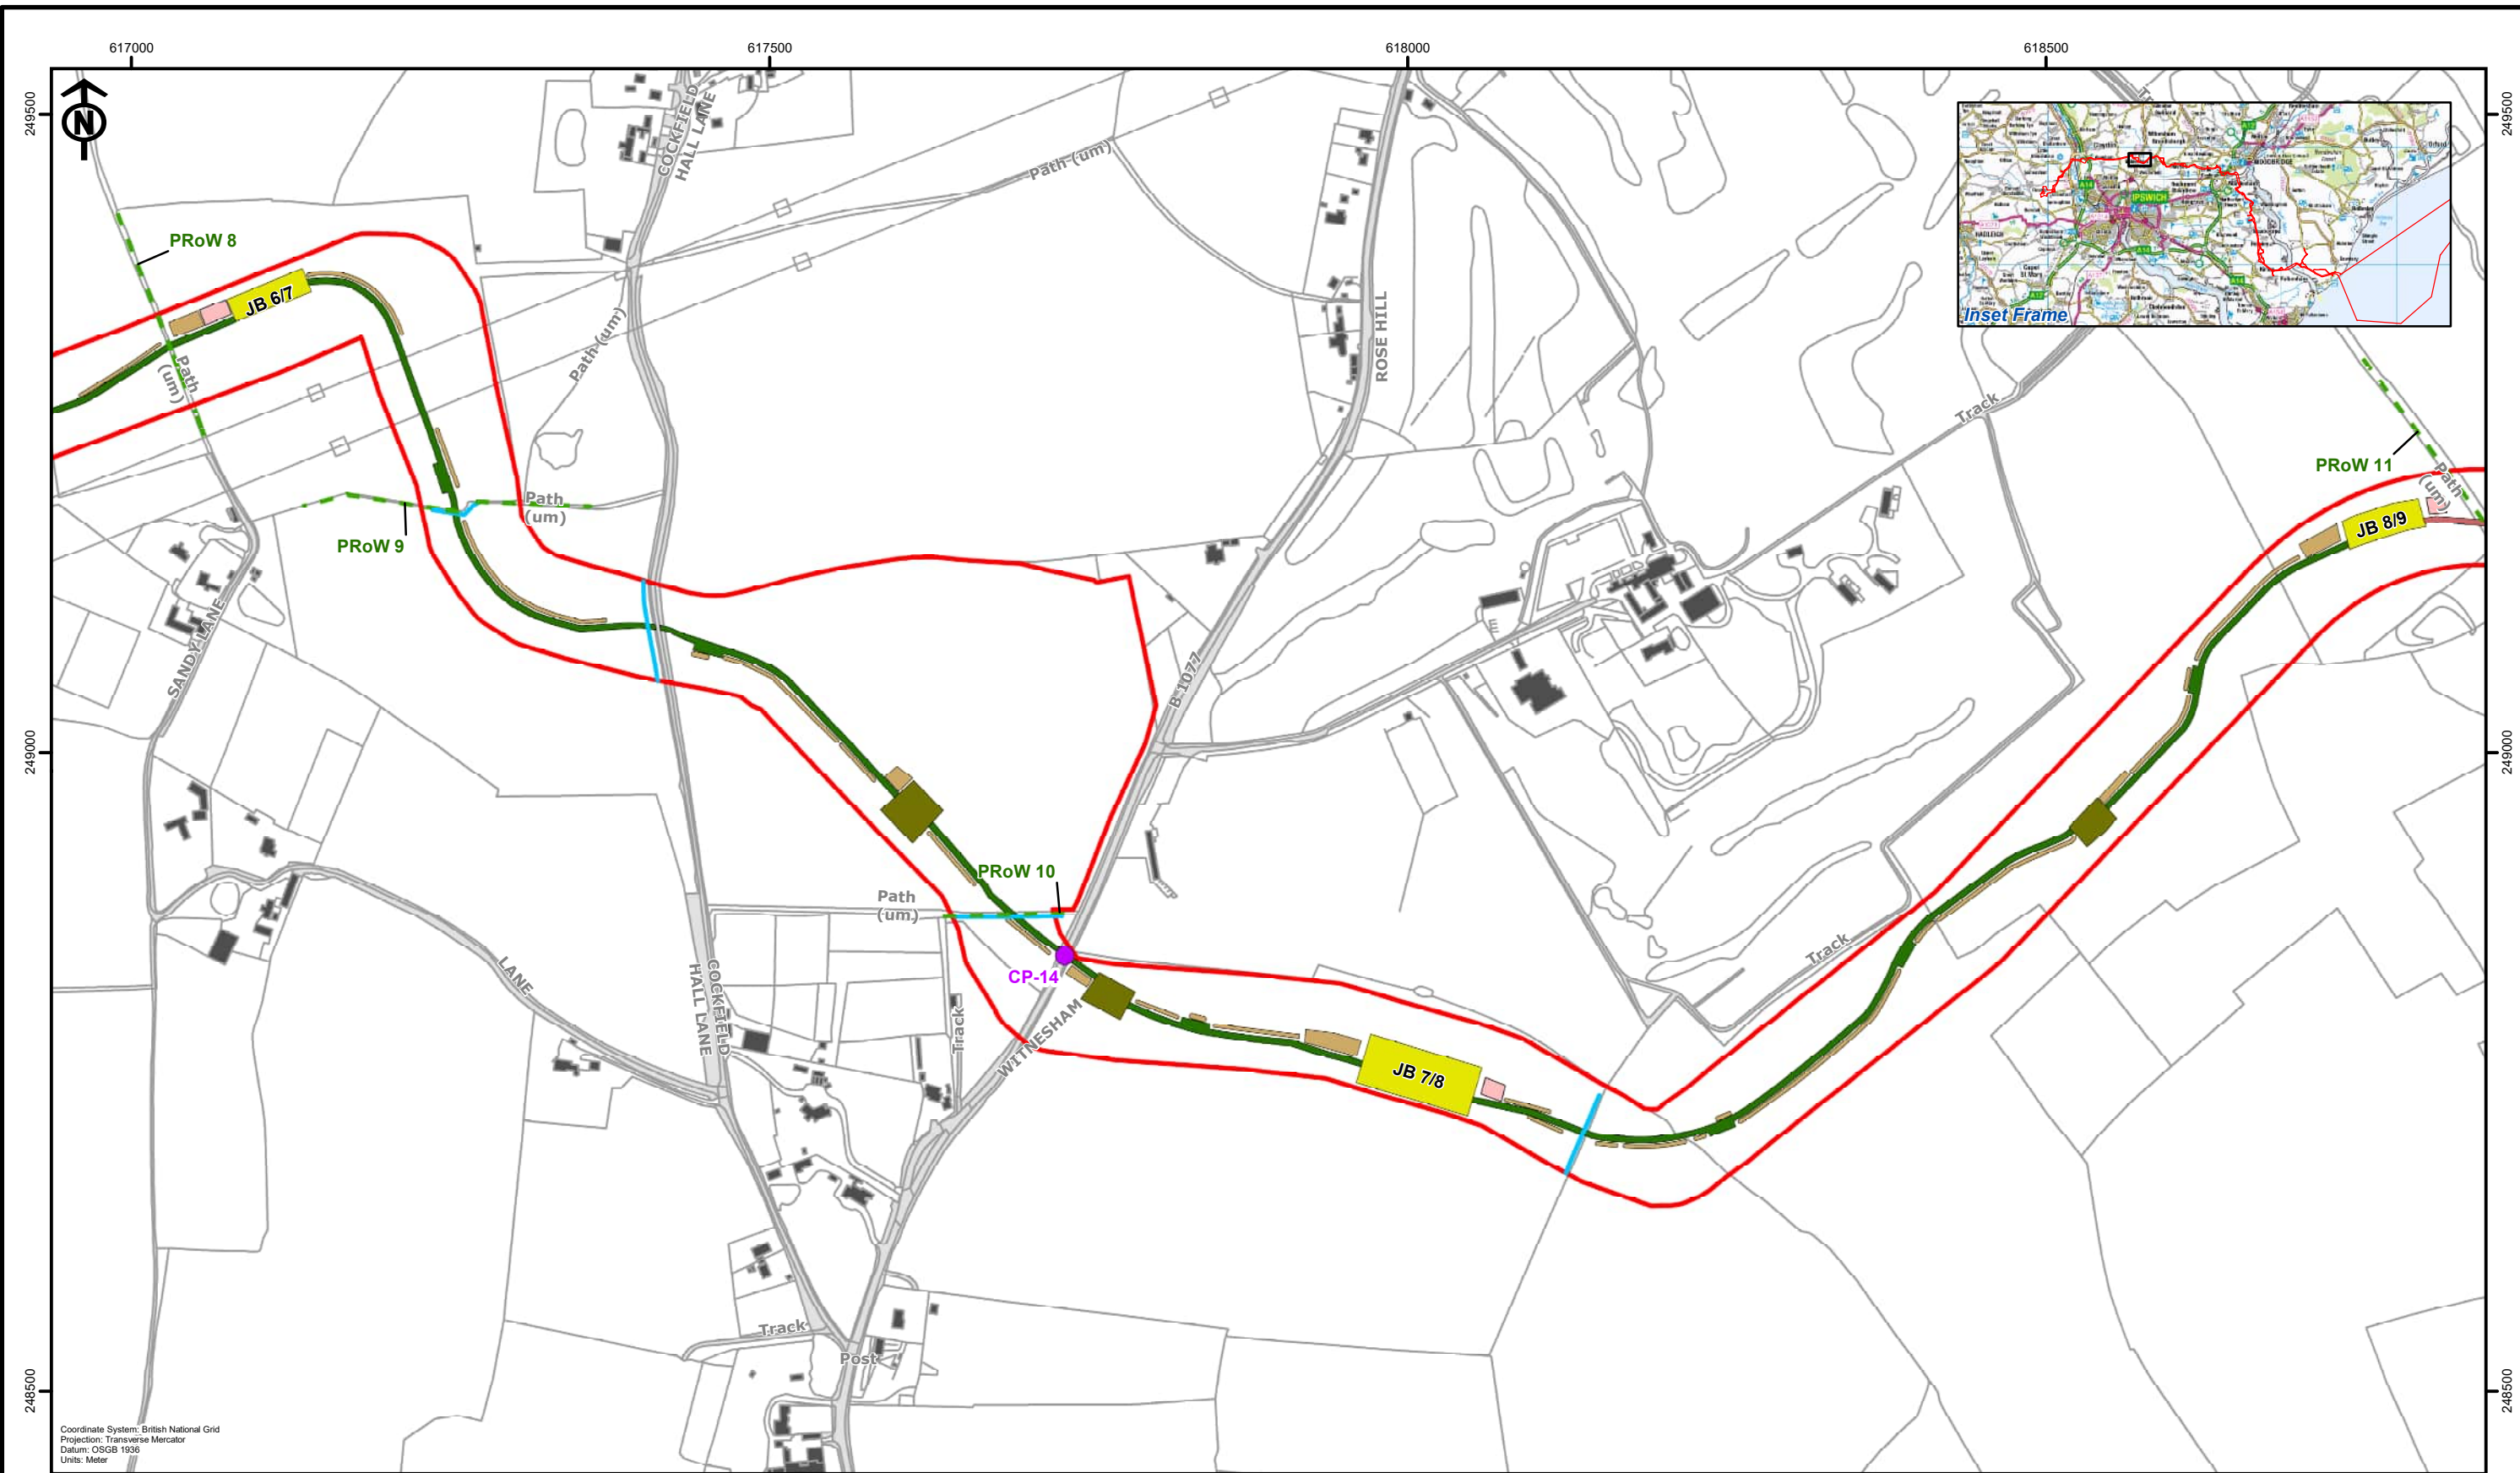 617000
617500
618000
618500
249500
249500
N
COCKFIELD
HALL LANE
Path (um)
PRoW 8
JB 6/7
Path
(um)
Path (um)
ROSE HILL
IPSWICH
WOODBRIDGE
HADLEIGH
A14
A12
Inset Frame
Track
PRoW 11
Path
(um)
JB 8/9
Path
(um)
PRoW 9
SANDY LANE
B 1077
249000
249000
PRoW 10
Path
(um)
CP-14
LANE
COCKFIELD
HALL LANE
Track
WITNESHAM
JB 7/8
Track
Track
Post
248500
248500
Coordinate System: British National Grid
Projection: Transverse Mercator
Datum: OSGB 1936
Units: Meter